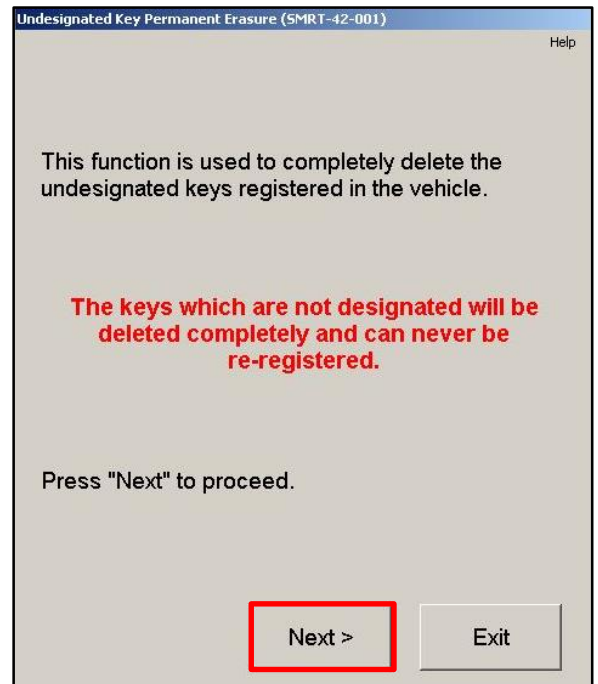 Undesignated Key Permanent Erasure (SMRT-42-001)
Help
This function is used to completely delete the
undesignated keys registered in the vehicle.
The keys which are not designated will be
deleted completely and can never be
re-registered.
Press "Next" to proceed.
Next >
Exit